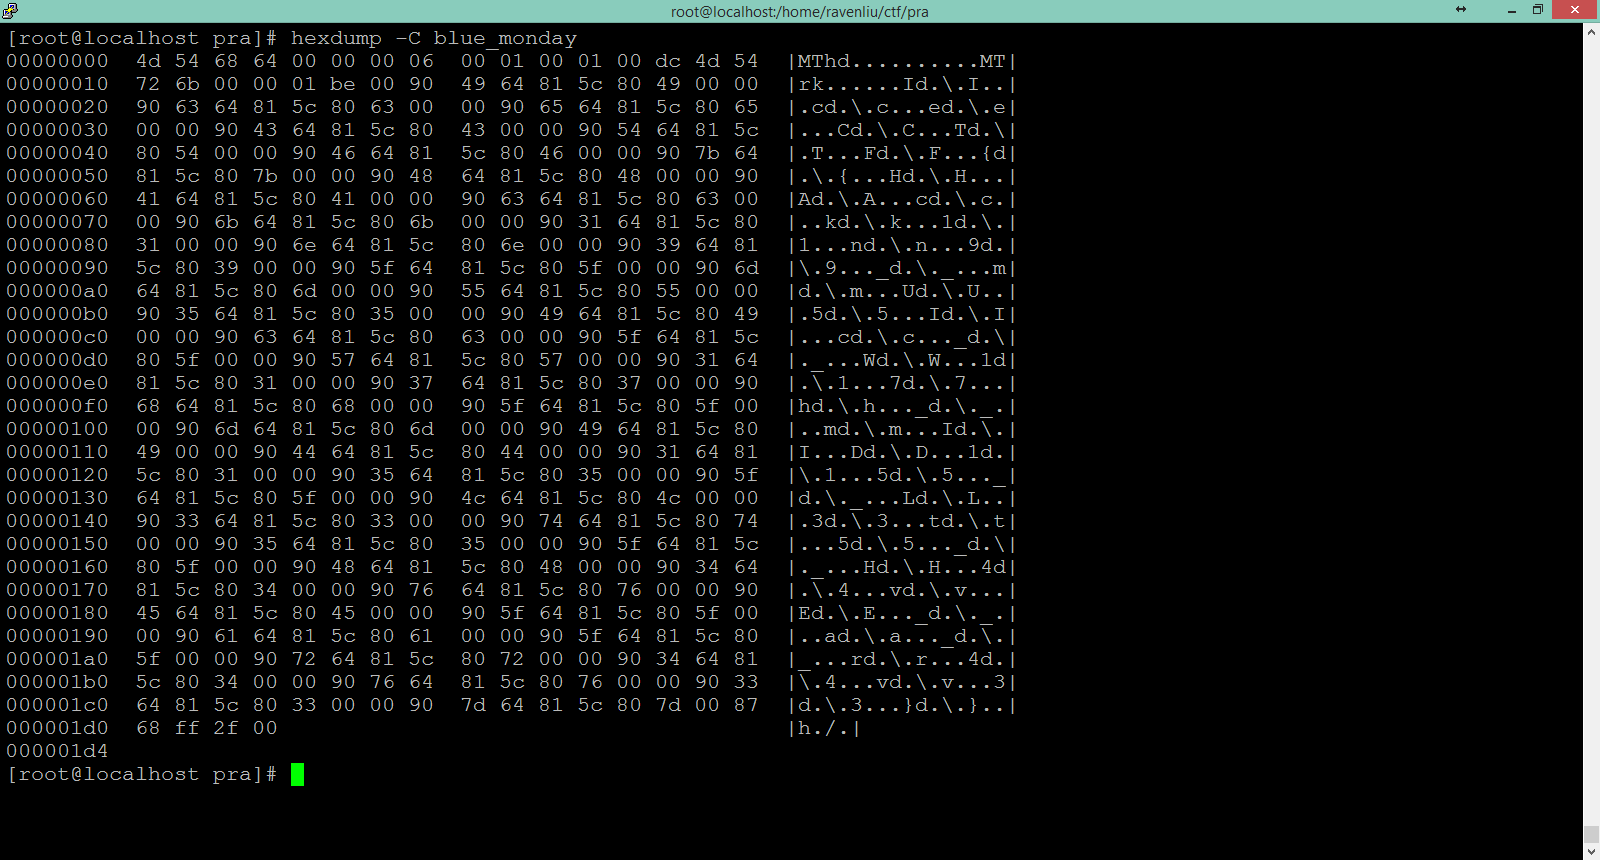 root@localhost:/home/ravenliu/ctf/pra
[root@localhost pra]# hexdump -C blue_monday
00000000  4d 54 68 64 00 00 00 06  00 01 00 01 00 dc 4d 54  |MThd..........MT|
00000010  72 6b 00 00 01 be 00 90  49 64 81 5c 80 49 00 00  |rk......Id.\.I..|
00000020  90 63 64 81 5c 80 63 00  00 90 65 64 81 5c 80 65  |.cd.\.c...ed.\.e|
00000030  00 00 90 43 64 81 5c 80  43 00 00 90 54 64 81 5c  |...Cd.\.C...Td.\|
00000040  80 54 00 00 90 46 64 81  5c 80 46 00 00 90 7b 64  |.T...Fd.\.F...{d|
00000050  81 5c 80 7b 00 00 90 48  64 81 5c 80 48 00 00 90  |.\.{...Hd.\.H...|
00000060  41 64 81 5c 80 41 00 00  90 63 64 81 5c 80 63 00  |Ad.\.A...cd.\.c.|
00000070  00 90 6b 64 81 5c 80 6b  00 00 90 31 64 81 5c 80  |..kd.\.k...1d.\.|
00000080  31 00 00 90 6e 64 81 5c  80 6e 00 00 90 39 64 81  |1...nd.\.n...9d.|
00000090  5c 80 39 00 00 90 5f 64  81 5c 80 5f 00 00 90 6d  |\.9..._d.\._...m|
000000a0  64 81 5c 80 6d 00 00 90  55 64 81 5c 80 55 00 00  |d.\.m...Ud.\.U..|
000000b0  90 35 64 81 5c 80 35 00  00 90 49 64 81 5c 80 49  |.5d.\.5...Id.\.I|
000000c0  00 00 90 63 64 81 5c 80  63 00 00 90 5f 64 81 5c  |...cd.\.c..._d.\|
000000d0  80 5f 00 00 90 57 64 81  5c 80 57 00 00 90 31 64  |._...Wd.\.W...1d|
000000e0  81 5c 80 31 00 00 90 37  64 81 5c 80 37 00 00 90  |.\.1...7d.\.7...|
000000f0  68 64 81 5c 80 68 00 00  90 5f 64 81 5c 80 5f 00  |hd.\.h..._d.\._.|
00000100  00 90 6d 64 81 5c 80 6d  00 00 90 49 64 81 5c 80  |..md.\.m...Id.\.|
00000110  49 00 00 90 44 64 81 5c  80 44 00 00 90 31 64 81  |I...Dd.\.D...1d.|
00000120  5c 80 31 00 00 90 35 64  81 5c 80 35 00 00 90 5f  |\.1...5d.\.5..._|
00000130  64 81 5c 80 5f 00 00 90  4c 64 81 5c 80 4c 00 00  |d.\._...Ld.\.L..|
00000140  90 33 64 81 5c 80 33 00  00 90 74 64 81 5c 80 74  |.3d.\.3...td.\.t|
00000150  00 00 90 35 64 81 5c 80  35 00 00 90 5f 64 81 5c  |...5d.\.5..._d.\|
00000160  80 5f 00 00 90 48 64 81  5c 80 48 00 00 90 34 64  |._...Hd.\.H...4d|
00000170  81 5c 80 34 00 00 90 76  64 81 5c 80 76 00 00 90  |.\.4...vd.\.v...|
00000180  45 64 81 5c 80 45 00 00  90 5f 64 81 5c 80 5f 00  |Ed.\.E..._d.\._.|
00000190  00 90 61 64 81 5c 80 61  00 00 90 5f 64 81 5c 80  |..ad.\.a..._d.\.|
000001a0  5f 00 00 90 72 64 81 5c  80 72 00 00 90 34 64 81  |_...rd.\.r...4d.|
000001b0  5c 80 34 00 00 90 76 64  81 5c 80 76 00 00 90 33  |\.4...vd.\.v...3|
000001c0  64 81 5c 80 33 00 00 90  7d 64 81 5c 80 7d 00 87  |d.\.3...}d.\.}..|
000001d0  68 ff 2f 00  |h./.|
000001d4
[root@localhost pra]#